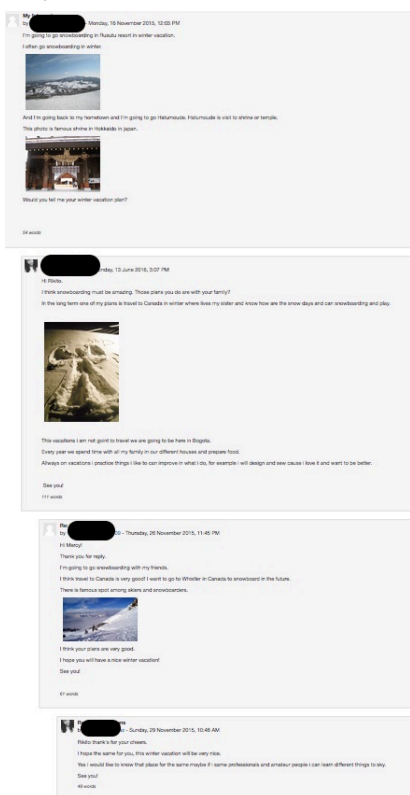 My
by - Monday, 16 November 2015, 12:05 PM
I'm going to go snowboarding in Rusutu resort in winter vacation.
I often go snowboarding in winter.
And I'm going back to my hometown and I'm going to go Hatumoude. Hatumoude is visit to shrine or temple.
This photo is famous shrine in Hokkaido in japan.
Would you tell me your winter vacation plan?
54 words
13 June 2016, 3:07 PM
Hi Rikito.
I think snowboarding must be amazing. Those plans you do are with your family?
In the long term one of my plans is travel to Canada in winter where lives my sister and know how are the snow days and can snowboarding and play.
This vacations i am not goint to travel we are going to be here in Bogota.
Every year we spend time with all my family in our different houses and prepare food.
Allways on vacations i practice things i like to can improve in what i do, for example i will design and sew cause i love it and want to be better.
See you!
111 words
Re:
by - Thursday, 26 November 2015, 11:45 PM
Hi Mercy!
Thank you for reply.
I'm going to go snowboarding with my friends.
I think travel to Canada is very good! I want to go to Whistler in Canada to snowboard in the future.
There is famous spot among skiers and snowboarders.
I think your plans are very good.
I hope you will have a nice winter vacation!
See you!
61 words
- Sunday, 29 November 2015, 10:46 AM
Rikito thank's for your cheers.
I hope the same for you, this winter vacation will be very nice.
Yes i would like to know that place for the same maybe if i same professionals and amateur people i can learn different things to sky.
See you!
49 words